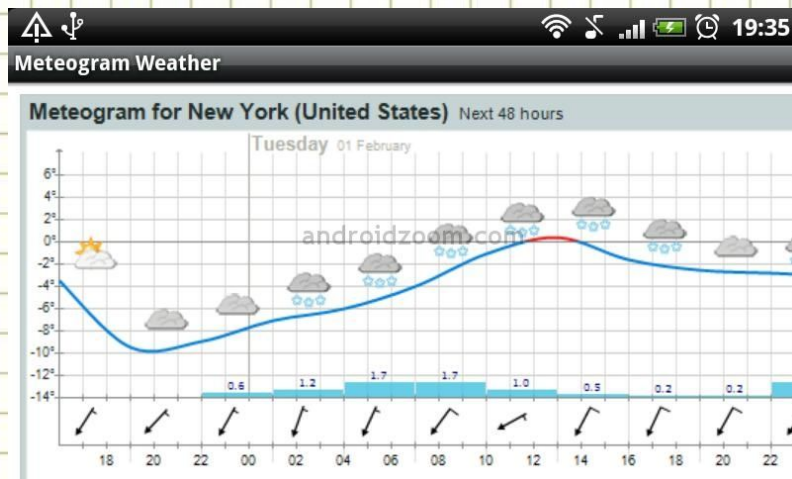 19:35
Meteogram Weather
Meteogram for New York (United States) Next 48 hours
Tuesday 01 February
6°
4°
2°
0°
-2°
-4°
-6°
-8°
-10°
-12°
-14°
androidzoom.com
0.6 1.2 1.7 1.7 1.0 0.5 0.2 0.2
18 20 22 00 02 04 06 08 10 12 14 16 18 20 22